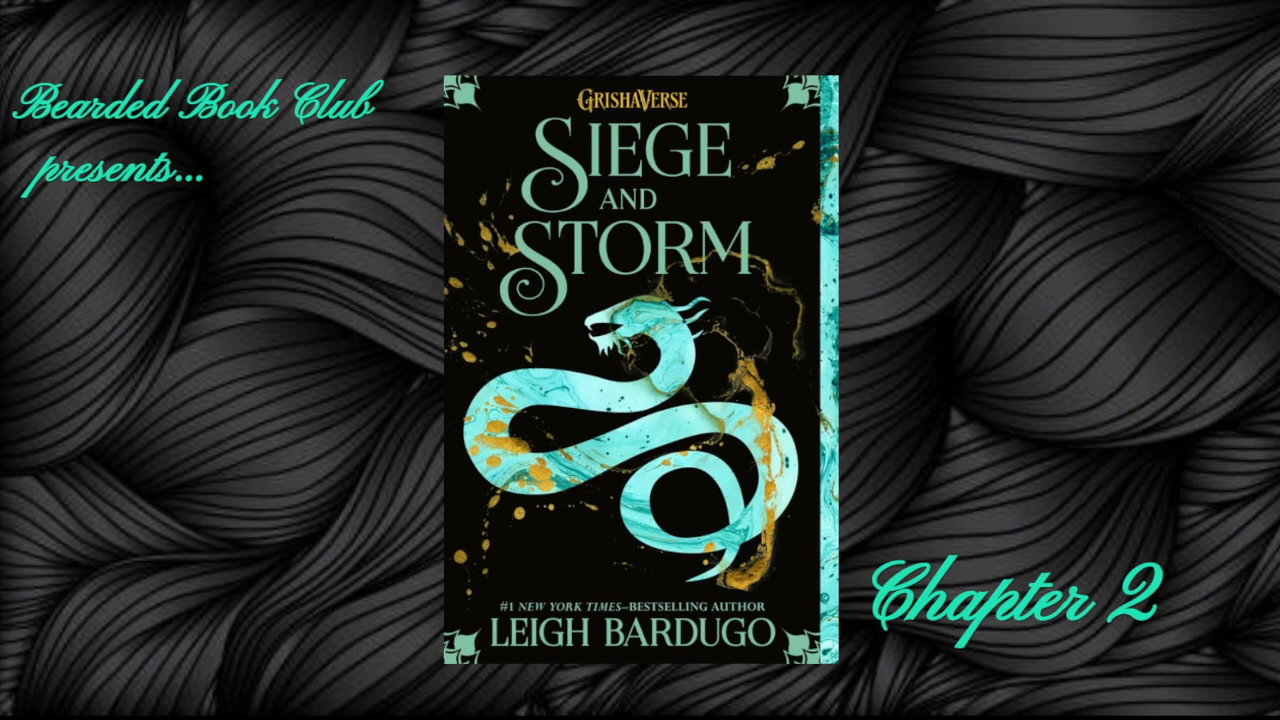 Bearded Book Club
presents...
GRISHAVERSE
SIEGE
AND
STORM
#1 NEW YORK TIMES–BESTSELLING AUTHOR
LEIGH BARDUGO
Chapter 2